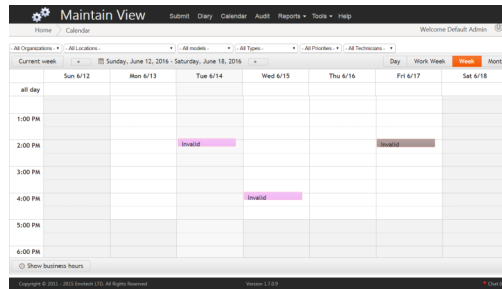 Maintain View
Submit Diary Calendar Audit Reports Tools Help
Home Calendar Welcome Default Admin
- All Organizations - - All Locations - - All models - - All Types - - All Priorities - - All Technicians -
Current week Sunday, June 12, 2016 - Saturday, June 18, 2016 Day Work Week Week Mont
Sun 6/12 Mon 6/13 Tue 6/14 Wed 6/15 Thu 6/16 Fri 6/17 Sat 6/18
all day
1:00 PM
2:00 PM Invalid Invalid
3:00 PM
4:00 PM Invalid
5:00 PM
6:00 PM
Show business hours
Copyright © 2011 - 2015 Envitech LTD. All Rights Reserved Version 1.7.0.9